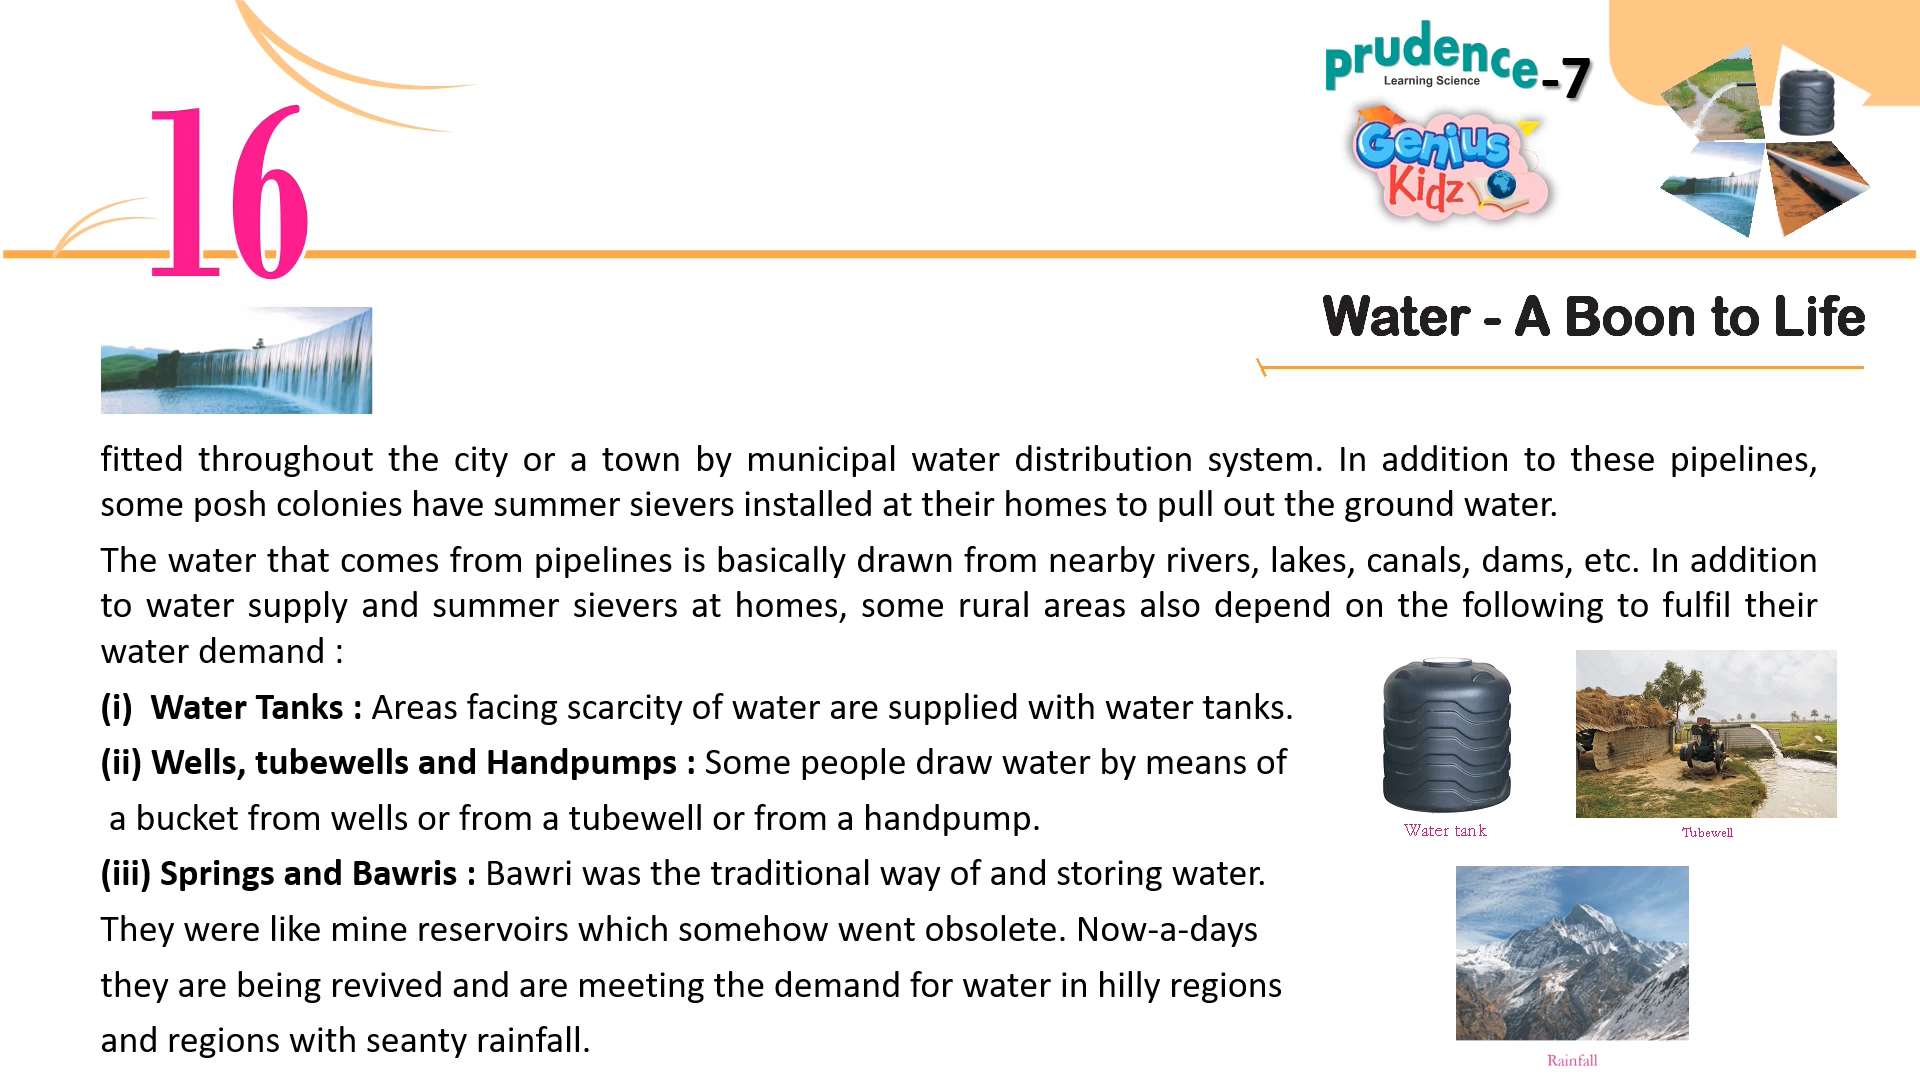 prudence-7
Learning Science
16
Genius
Kidz
Water - A Boon to Life
fitted throughout the city or a town by municipal water distribution system. In addition to these pipelines,
some posh colonies have summer sievers installed at their homes to pull out the ground water.
The water that comes from pipelines is basically drawn from nearby rivers, lakes, canals, dams, etc. In addition
to water supply and summer sievers at homes, some rural areas also depend on the following to fulfil their
water demand :
(i) Water Tanks : Areas facing scarcity of water are supplied with water tanks.
(ii) Wells, tubewells and Handpumps : Some people draw water by means of
a bucket from wells or from a tubewell or from a handpump.
Water tank
Tubewell
(iii) Springs and Bawris : Bawri was the traditional way of and storing water.
They were like mine reservoirs which somehow went obsolete. Now-a-days
they are being revived and are meeting the demand for water in hilly regions
and regions with seanty rainfall.
Rainfall